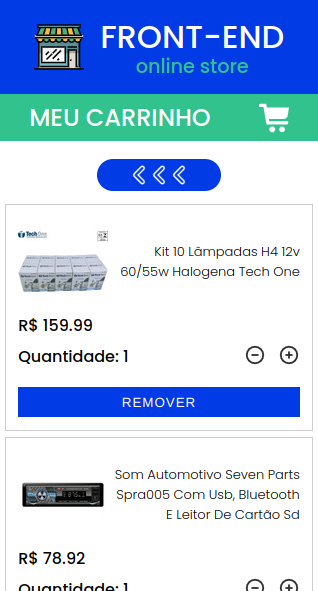 FRONT-END
online store
MEU CARRINHO
Tech One
Kit 10 Lâmpadas H4 12v
60/55w Halogena Tech One
R$ 159.99
Quantidade: 1
REMOVER
Som Automotivo Seven Parts
Spra005 Com Usb, Bluetooth
E Leitor De Cartão Sd
R$ 78.92
Quantidade: 1